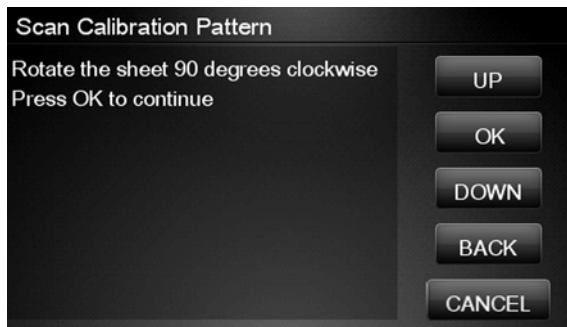 Scan Calibration Pattern
Rotate the sheet 90 degrees clockwise
Press OK to continue
UP
OK
DOWN
BACK
CANCEL